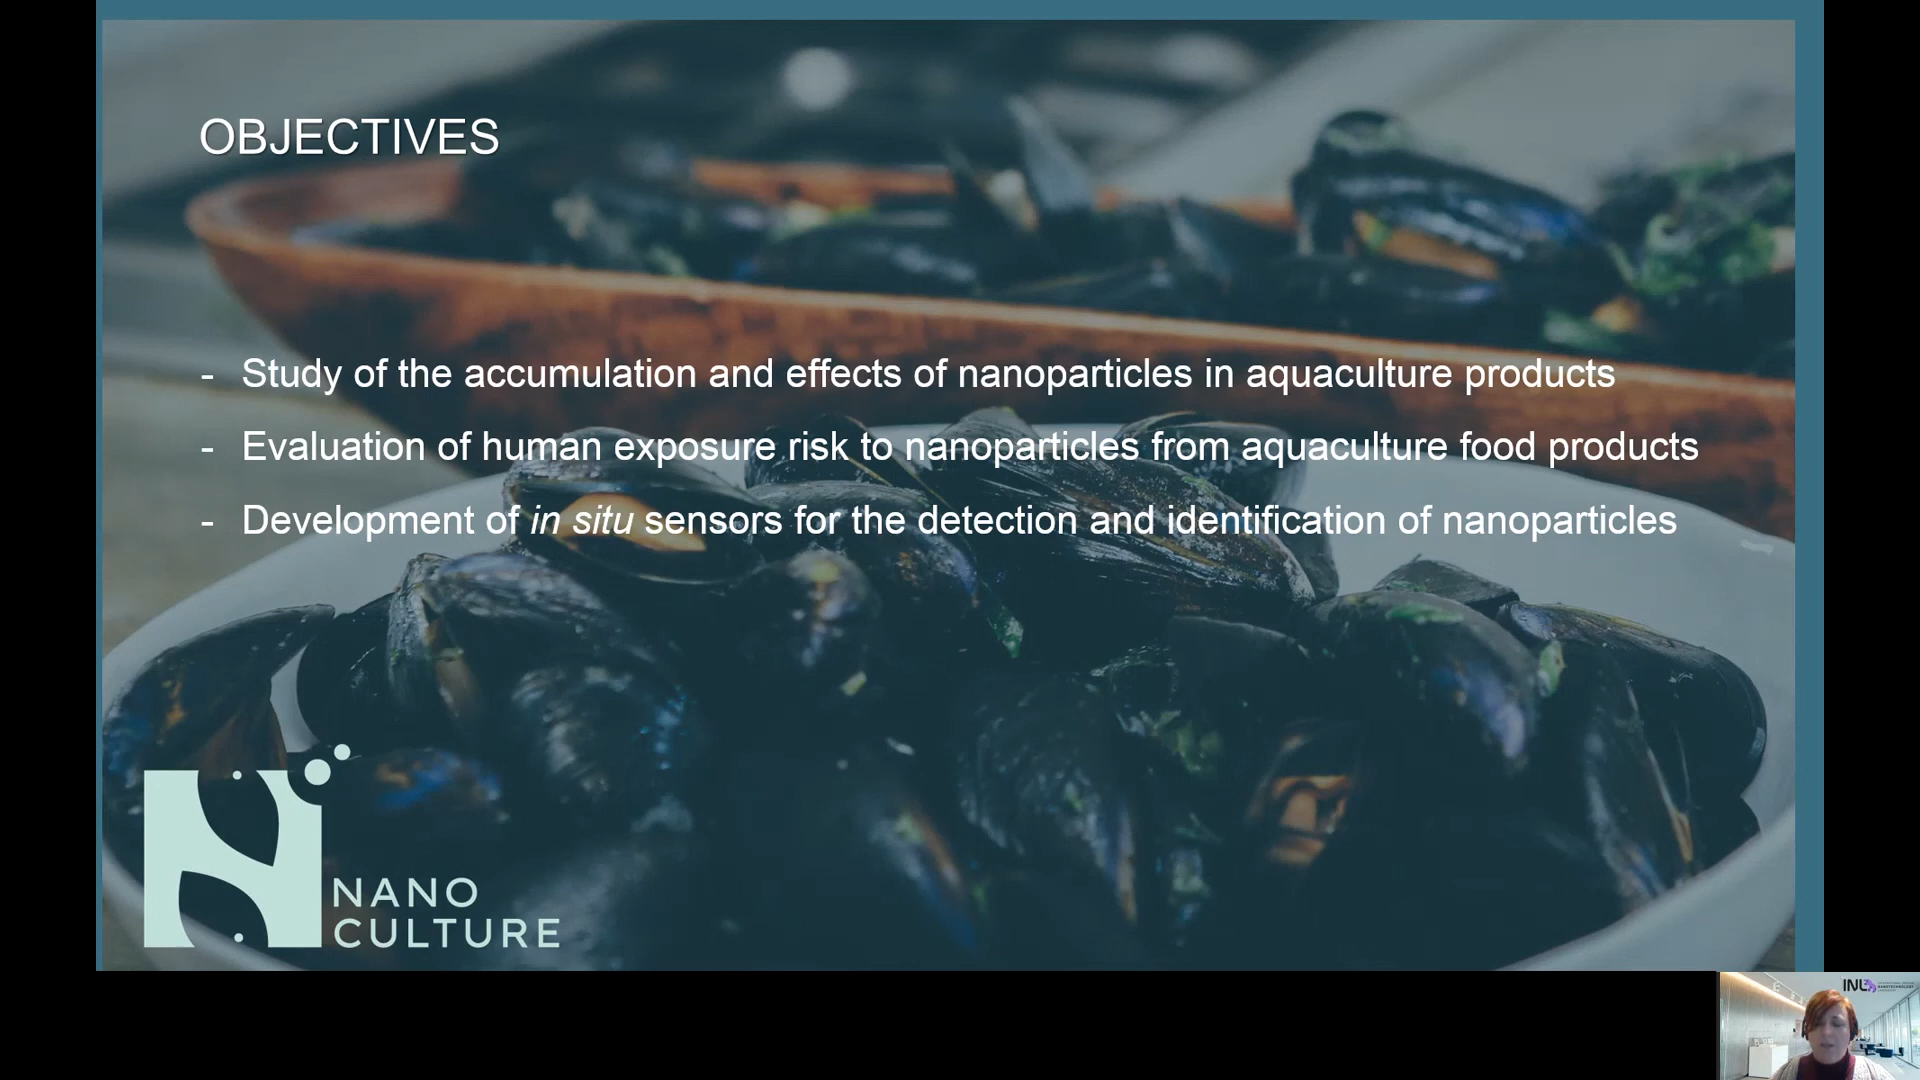 OBJECTIVES
- Study of the accumulation and effects of nanoparticles in aquaculture products
- Evaluation of human exposure risk to nanoparticles from aquaculture food products
- Development of in situ sensors for the detection and identification of nanoparticles
NANO
CULTURE
INL